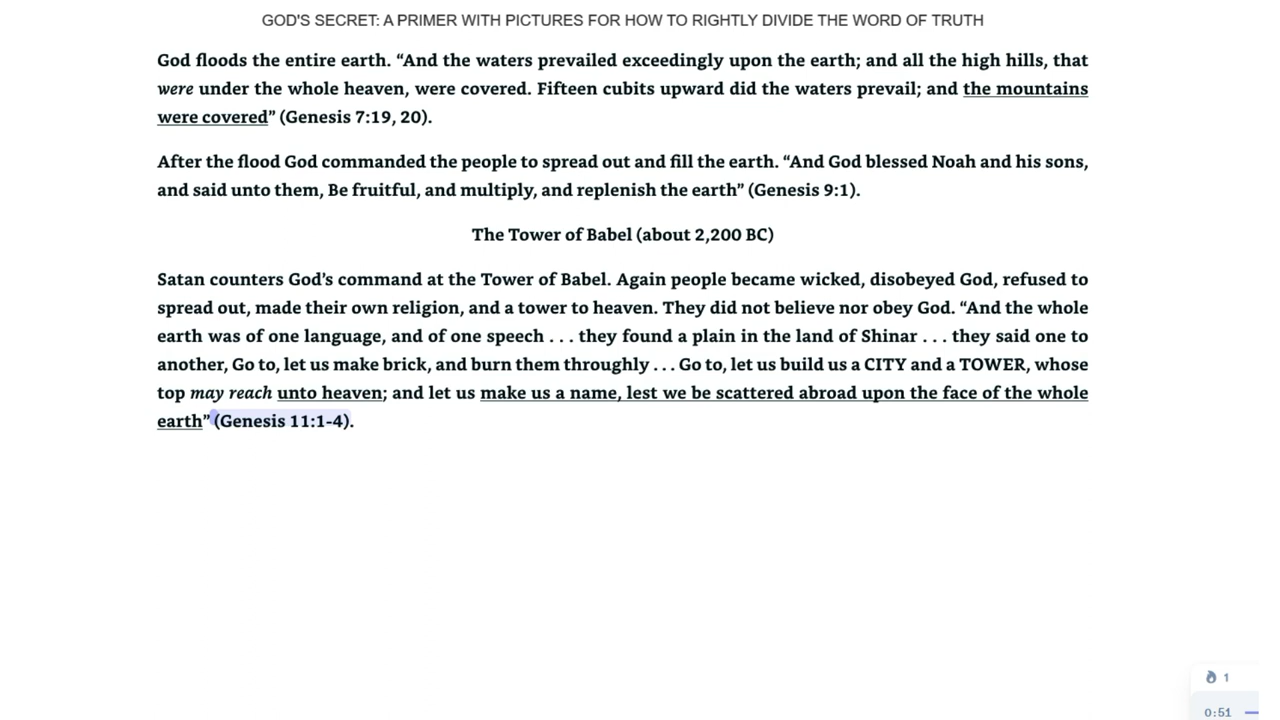 GOD'S SECRET: A PRIMER WITH PICTURES FOR HOW TO RIGHTLY DIVIDE THE WORD OF TRUTH
God floods the entire earth. “And the waters prevailed exceedingly upon the earth; and all the high hills, that
were under the whole heaven, were covered. Fifteen cubits upward did the waters prevail; and the mountains
were covered” (Genesis 7:19, 20).
After the flood God commanded the people to spread out and fill the earth. “And God blessed Noah and his sons,
and said unto them, Be fruitful, and multiply, and replenish the earth” (Genesis 9:1).
The Tower of Babel (about 2,200 BC)
Satan counters God’s command at the Tower of Babel. Again people became wicked, disobeyed God, refused to
spread out, made their own religion, and a tower to heaven. They did not believe nor obey God. “And the whole
earth was of one language, and of one speech . . . they found a plain in the land of Shinar . . . they said one to
another, Go to, let us make brick, and burn them throughly . . . Go to, let us build us a CITY and a TOWER, whose
top may reach unto heaven; and let us make us a name, lest we be scattered abroad upon the face of the whole
earth” (Genesis 11:1-4).
1
0:51